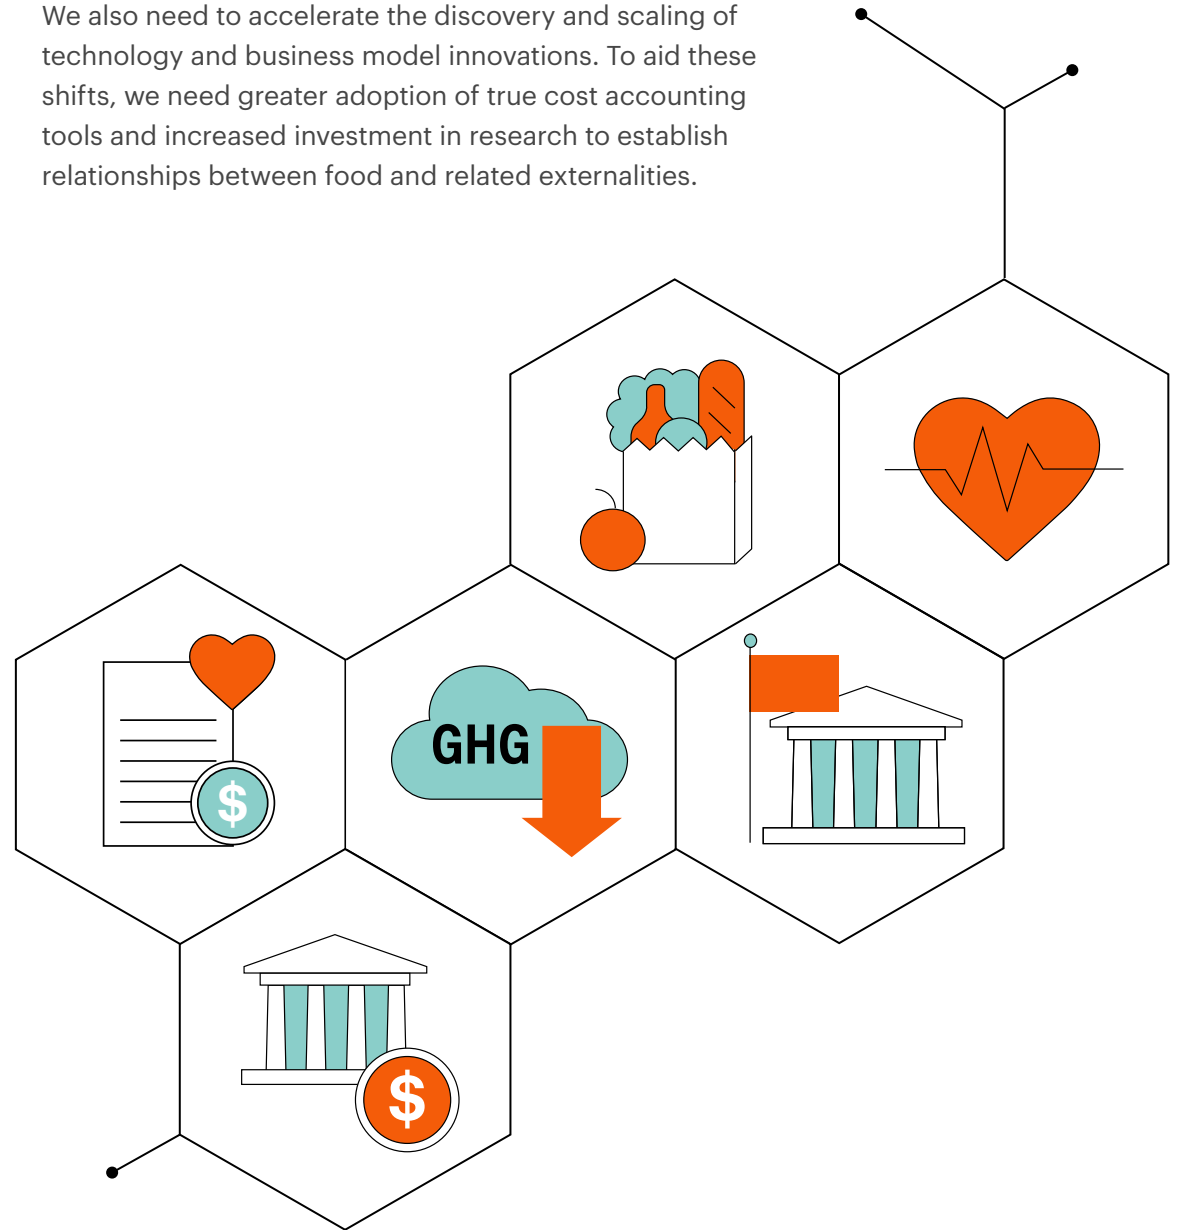 We also need to accelerate the discovery and scaling of
technology and business model innovations. To aid these
shifts, we need greater adoption of true cost accounting
tools and increased investment in research to establish
relationships between food and related externalities.
GHG
$
$